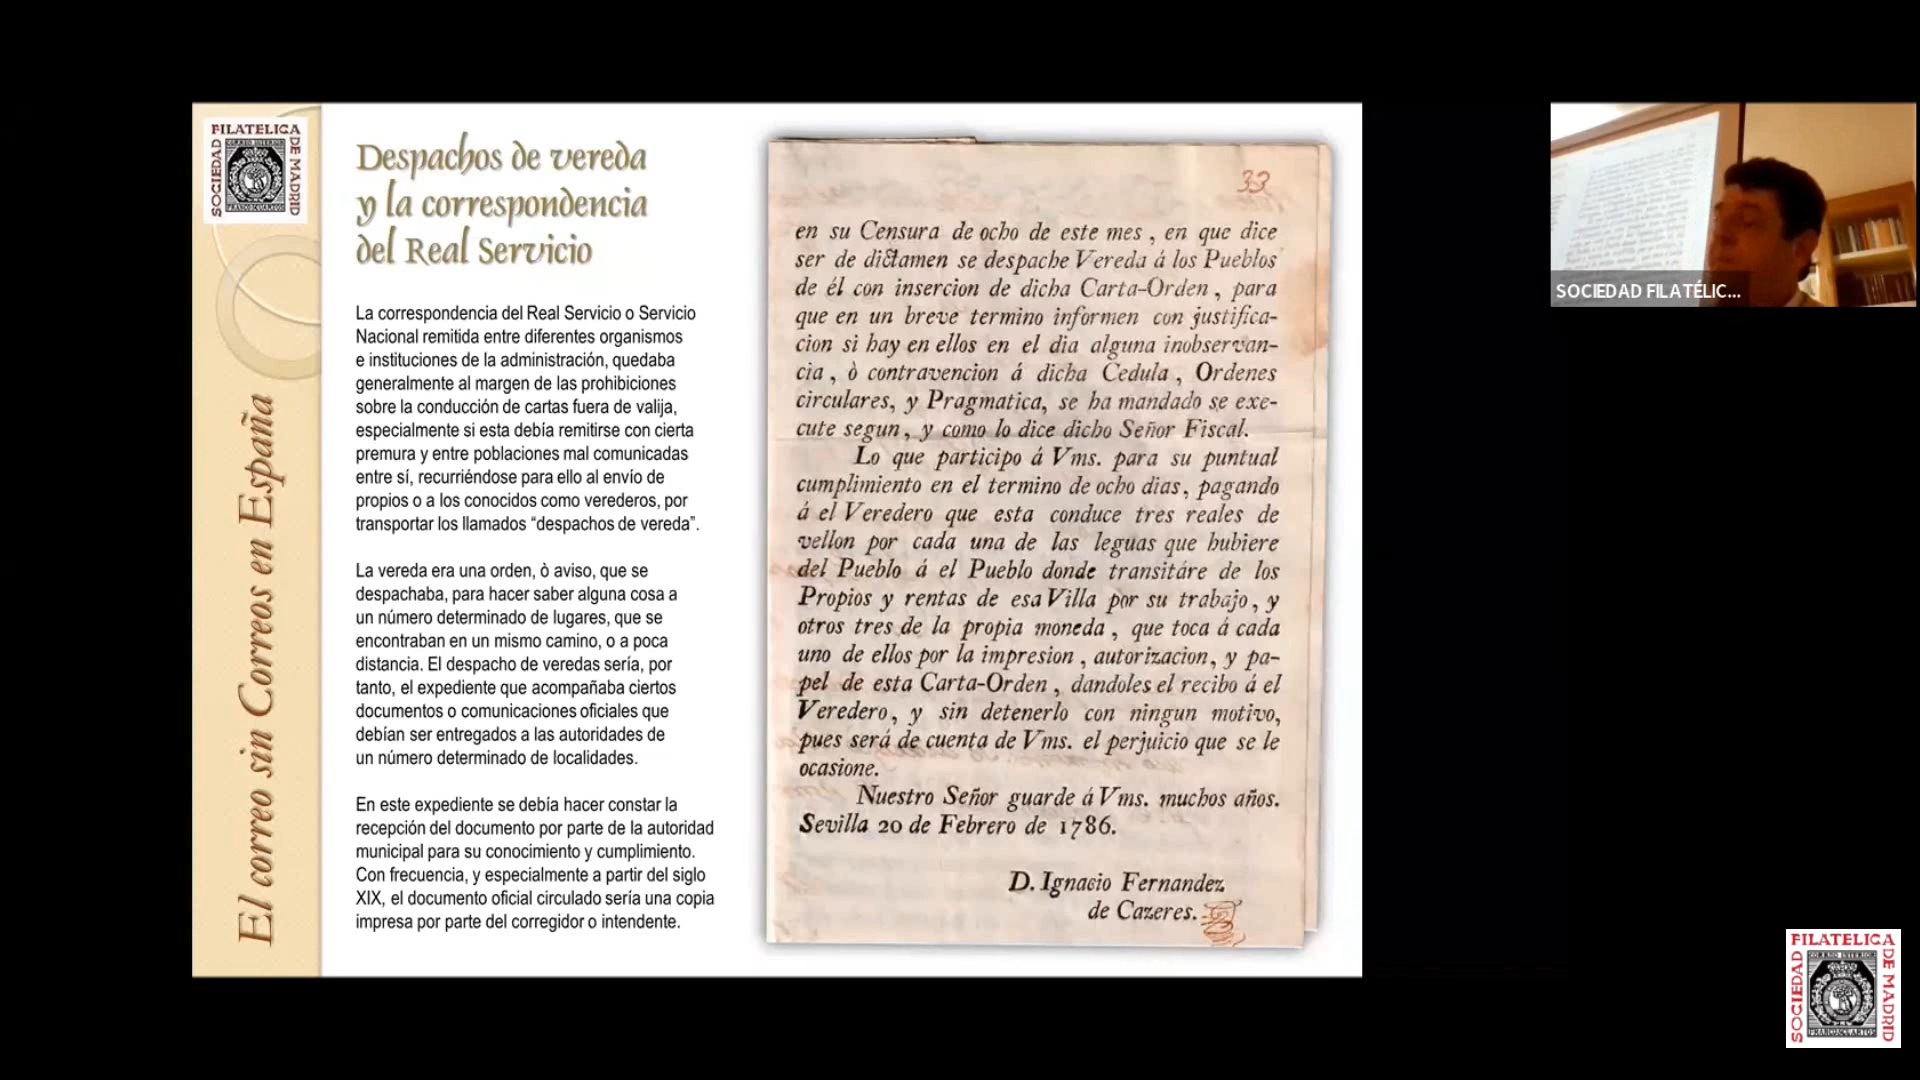 SOCIEDAD FILATELICA DE MADRID
El correo sin Correos en España
Despachos de vereda
y la correspondencia
del Real Servicio
La correspondencia del Real Servicio o Servicio
Nacional remitida entre diferentes organismos
e instituciones de la administración, quedaba
generalmente al margen de las prohibiciones
sobre la conducción de cartas fuera de valija,
especialmente si esta debía remitirse con cierta
premura y entre poblaciones mal comunicadas
entre sí, recurriéndose para ello al envío de
propios o a los conocidos como verederos, por
transportar los llamados “despachos de vereda”.
La vereda era una orden, ò aviso, que se
despachaba, para hacer saber alguna cosa a
un número determinado de lugares, que se
encontraban en un mismo camino, o a poca
distancia. El despacho de veredas sería, por
tanto, el expediente que acompañaba ciertos
documentos o comunicaciones oficiales que
debían ser entregados a las autoridades de
un número determinado de localidades.
En este expediente se debía hacer constar la
recepción del documento por parte de la autoridad
municipal para su conocimiento y cumplimiento.
Con frecuencia, y especialmente a partir del siglo
XIX, el documento oficial circulado sería una copia
impresa por parte del corregidor o intendente.
33
en su Censura de ocho de este mes, en que dice
ser de dictamen se despache Vereda á los Pueblos
de él con insercion de dicha Carta-Orden, para
que en un breve termino informen con justifica-
cion si hay en ellos en el dia alguna inobservan-
cia, ò contravencion á dicha Cedula, Ordenes
circulares, y Pragmatica, se ha mandado se exe-
cute segun, y como lo dice dicho Señor Fiscal.
Lo que participo á Vms. para su puntual
cumplimiento en el termino de ocho dias, pagando
á el Veredero que esta conduce tres reales de
vellon por cada una de las leguas que hubiere
del Pueblo á el Pueblo donde transitáre de los
Propios y rentas de esa Villa por su trabajo, y
otros tres de la propia moneda, que toca á cada
uno de ellos por la impresion, autorizacion, y pa-
pel de esta Carta-Orden, dandoles el recibo á el
Veredero, y sin detenerlo con ningun motivo,
pues será de cuenta de Vms. el perjuicio que se le
ocasione.
Nuestro Señor guarde á Vms. muchos años.
Sevilla 20 de Febrero de 1786.
D. Ignacio Fernandez
de Cazeres.
SOCIEDAD FILATÉLIC...
SOCIEDAD FILATELICA DE MADRID
CORREO INTERIOR
FRANCO CUARTOS